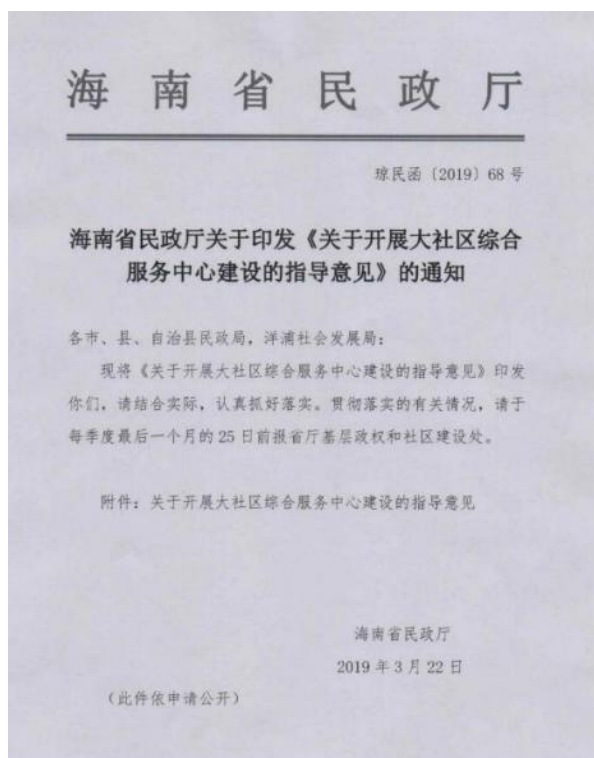 海南省民政厅
琼民函〔2019〕68号
海南省民政厅关于印发《关于开展大社区综合
服务中心建设的指导意见》的通知
各市、县、自治县民政局，洋浦社会发展局：
现将《关于开展大社区综合服务中心建设的指导意见》印发
你们，请结合实际，认真抓好落实。贯彻落实的有关情况，请于
每季度最后一个月的25日前报省厅基层政权和社区建设处。
附件：关于开展大社区综合服务中心建设的指导意见
海南省民政厅
2019年3月22日
（此件依申请公开）